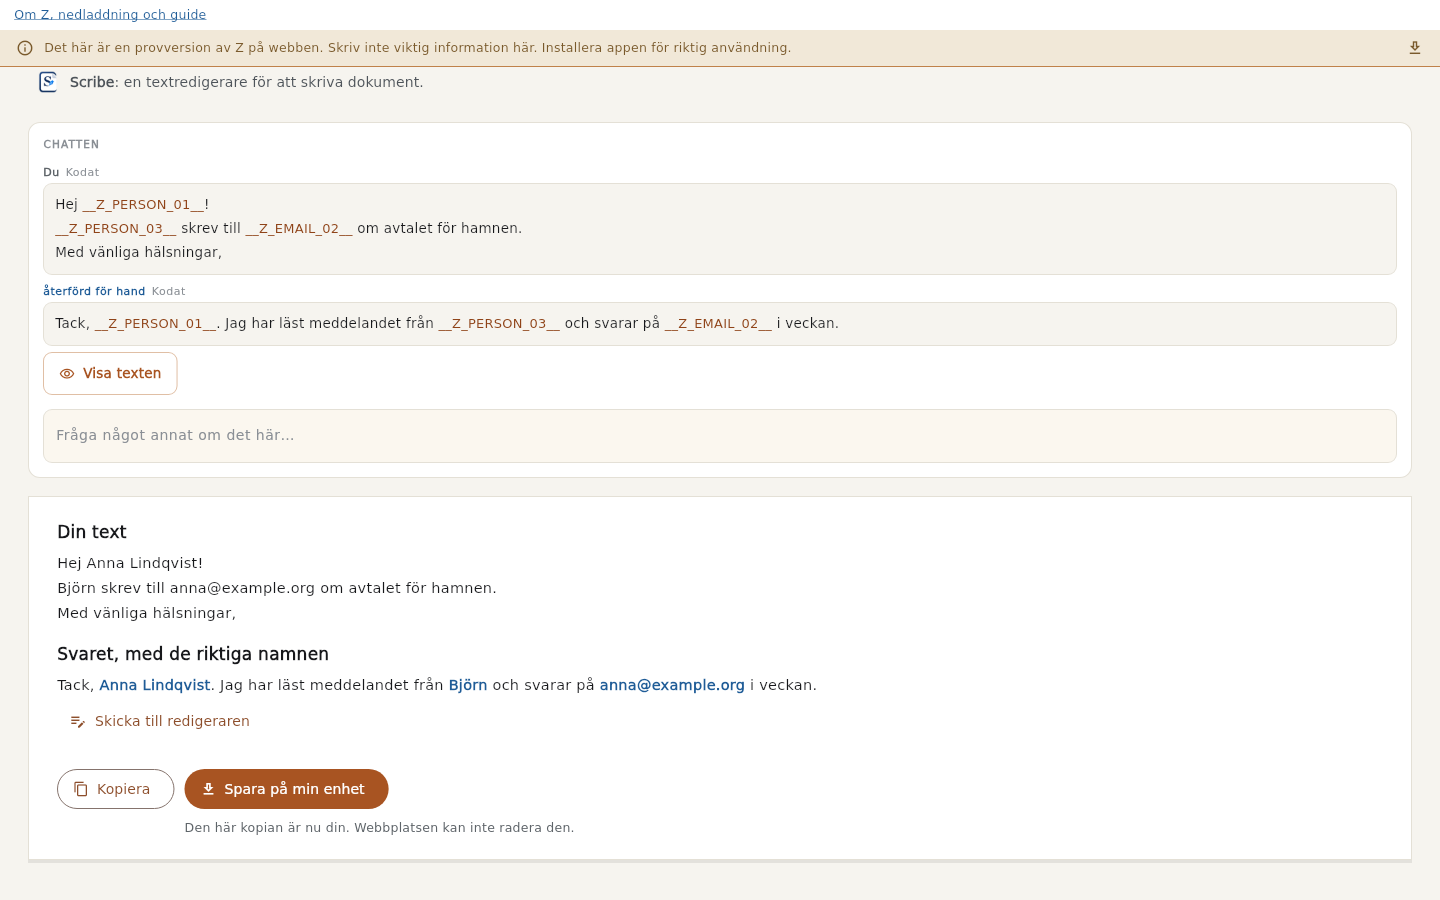 Om Z, nedladdning och guide
Det här är en provversion av Z på webben. Skriv inte viktig information här. Installera appen för riktig användning.
Scribe: en textredigerare för att skriva dokument.
CHATTEN
Du Kodat
Hej __Z_PERSON_01__!
__Z_PERSON_03__ skrev till __Z_EMAIL_02__ om avtalet för hamnen.
Med vänliga hälsningar,
återförd för hand Kodat
Tack, __Z_PERSON_01__. Jag har läst meddelandet från __Z_PERSON_03__ och svarar på __Z_EMAIL_02__ i veckan.
Visa texten
Fråga något annat om det här…
Din text
Hej Anna Lindqvist!
Björn skrev till anna@example.org om avtalet för hamnen.
Med vänliga hälsningar,
Svaret, med de riktiga namnen
Tack, Anna Lindqvist. Jag har läst meddelandet från Björn och svarar på anna@example.org i veckan.
Skicka till redigeraren
Kopiera
Spara på min enhet
Den här kopian är nu din. Webbplatsen kan inte radera den.